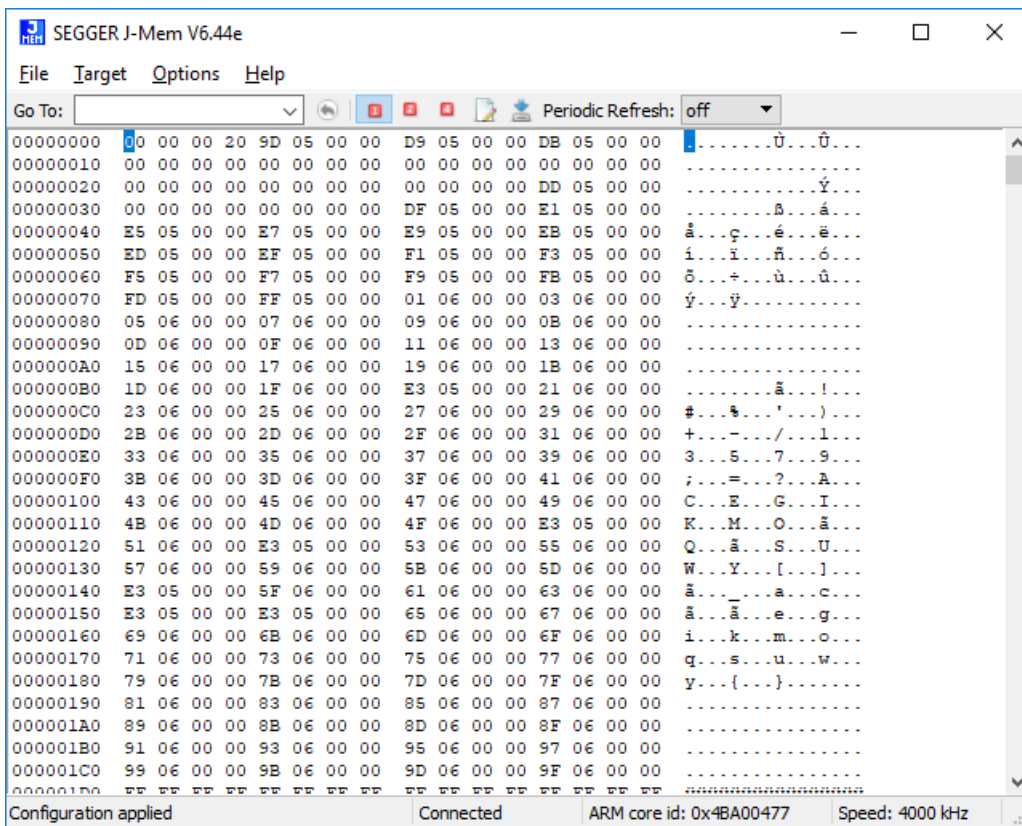 SEGGER J-Mem V6.44e
File Target Options Help
Go To: Periodic Refresh: off
00000000 00 00 00 20 9D 05 00 00 D9 05 00 00 DB 05 00 00 ........Ù...Û...
00000010 00 00 00 00 00 00 00 00 00 00 00 00 00 00 00 00 ................
00000020 00 00 00 00 00 00 00 00 00 00 00 00 DD 05 00 00 ............Ý...
00000030 00 00 00 00 00 00 00 00 DF 05 00 00 E1 05 00 00 ........ß...á...
00000040 E5 05 00 00 E7 05 00 00 E9 05 00 00 EB 05 00 00 å...ç...é...ë...
00000050 ED 05 00 00 EF 05 00 00 F1 05 00 00 F3 05 00 00 í...ï...ñ...ó...
00000060 F5 05 00 00 F7 05 00 00 F9 05 00 00 FB 05 00 00 õ...÷...ù...û...
00000070 FD 05 00 00 FF 05 00 00 01 06 00 00 03 06 00 00 ý...ÿ...........
00000080 05 06 00 00 07 06 00 00 09 06 00 00 0B 06 00 00 ................
00000090 0D 06 00 00 0F 06 00 00 11 06 00 00 13 06 00 00 ................
000000A0 15 06 00 00 17 06 00 00 19 06 00 00 1B 06 00 00 ................
000000B0 1D 06 00 00 1F 06 00 00 E3 05 00 00 21 06 00 00 ........ã...!...
000000C0 23 06 00 00 25 06 00 00 27 06 00 00 29 06 00 00 #...%...'...)...
000000D0 2B 06 00 00 2D 06 00 00 2F 06 00 00 31 06 00 00 +...-.../...1...
000000E0 33 06 00 00 35 06 00 00 37 06 00 00 39 06 00 00 3...5...7...9...
000000F0 3B 06 00 00 3D 06 00 00 3F 06 00 00 41 06 00 00 ;...=...?...A...
00000100 43 06 00 00 45 06 00 00 47 06 00 00 49 06 00 00 C...E...G...I...
00000110 4B 06 00 00 4D 06 00 00 4F 06 00 00 E3 05 00 00 K...M...O...ã...
00000120 51 06 00 00 E3 05 00 00 53 06 00 00 55 06 00 00 Q...ã...S...U...
00000130 57 06 00 00 59 06 00 00 5B 06 00 00 5D 06 00 00 W...Y...[...]...
00000140 E3 05 00 00 5F 06 00 00 61 06 00 00 63 06 00 00 ã..._...a...c...
00000150 E3 05 00 00 E3 05 00 00 65 06 00 00 67 06 00 00 ã...ã...e...g...
00000160 69 06 00 00 6B 06 00 00 6D 06 00 00 6F 06 00 00 i...k...m...o...
00000170 71 06 00 00 73 06 00 00 75 06 00 00 77 06 00 00 q...s...u...w...
00000180 79 06 00 00 7B 06 00 00 7D 06 00 00 7F 06 00 00 y...{...}.......
00000190 81 06 00 00 83 06 00 00 85 06 00 00 87 06 00 00 ................
000001A0 89 06 00 00 8B 06 00 00 8D 06 00 00 8F 06 00 00 ................
000001B0 91 06 00 00 93 06 00 00 95 06 00 00 97 06 00 00 ................
000001C0 99 06 00 00 9B 06 00 00 9D 06 00 00 9F 06 00 00 ................
Configuration applied Connected ARM core id: 0x4BA00477 Speed: 4000 kHz